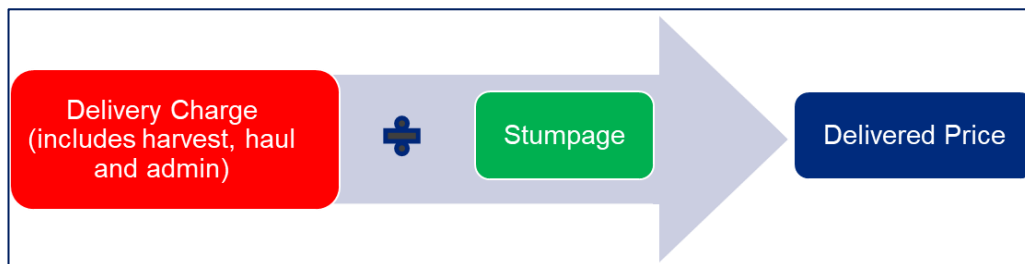 Delivery Charge
(includes harvest, haul
and admin)
÷
Stumpage
Delivered Price